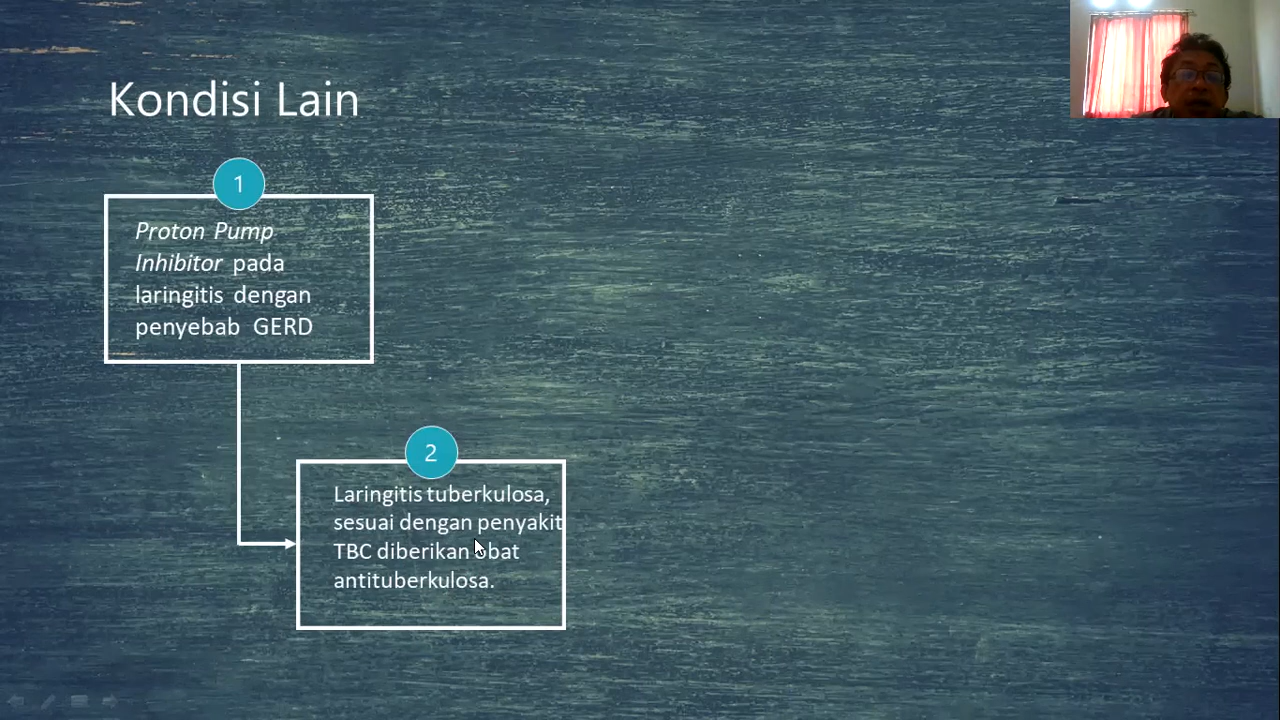 Kondisi Lain
1
Proton Pump
Inhibitor pada
laringitis dengan
penyebab GERD
2
Laringitis tuberkulosa,
sesuai dengan penyakit
TBC diberikan obat
antituberkulosa.